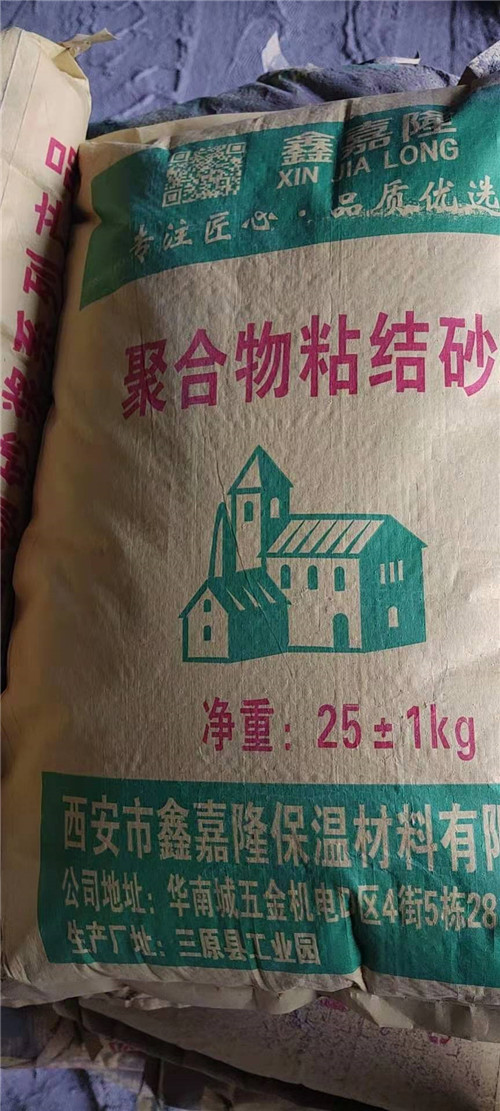 鑫嘉隆
XIN JIA LONG
专注匠心·品质优选
聚合物粘结砂
净重：25±1kg
西安市鑫嘉隆保温材料有限
公司地址：华南城五金机电D区4街5栋28
生产厂址：三原县工业园